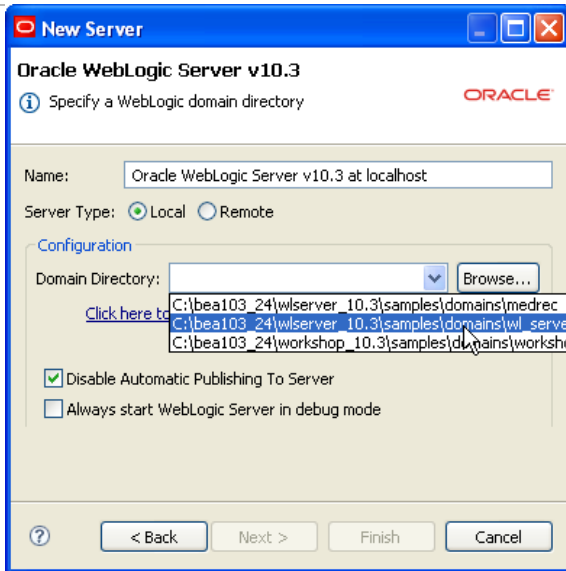 New Server
Oracle WebLogic Server v10.3
Specify a WebLogic domain directory
ORACLE
Name: Oracle WebLogic Server v10.3 at localhost
Server Type: Local Remote
Configuration
Domain Directory: Browse...
C:\bea103_24\wlserver_10.3\samples\domains\medrec
Click here to
C:\bea103_24\wlserver_10.3\samples\domains\wl_serve
C:\bea103_24\workshop_10.3\samples\domains\worksho
Disable Automatic Publishing To Server
Always start WebLogic Server in debug mode
? < Back Next > Finish Cancel